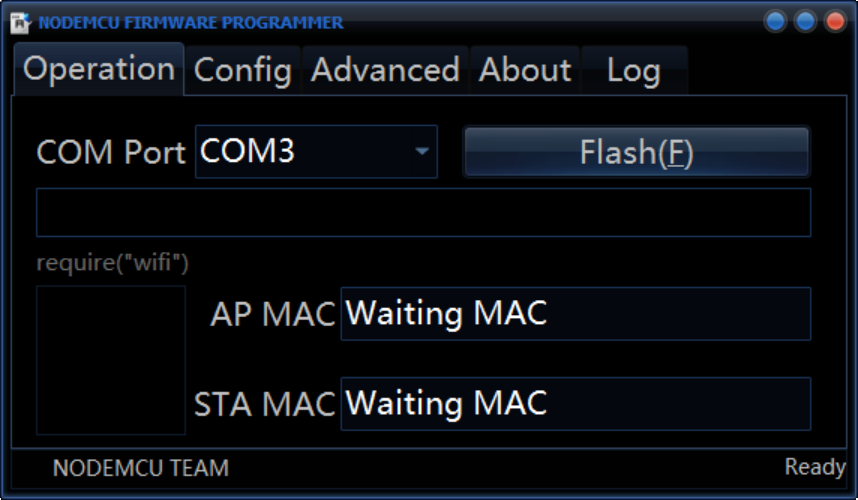 NODEMCU FIRMWARE PROGRAMMER
Operation Config Advanced About Log
COM Port COM3 Flash(F)
require("wifi")
AP MAC Waiting MAC
STA MAC Waiting MAC
NODEMCU TEAM Ready